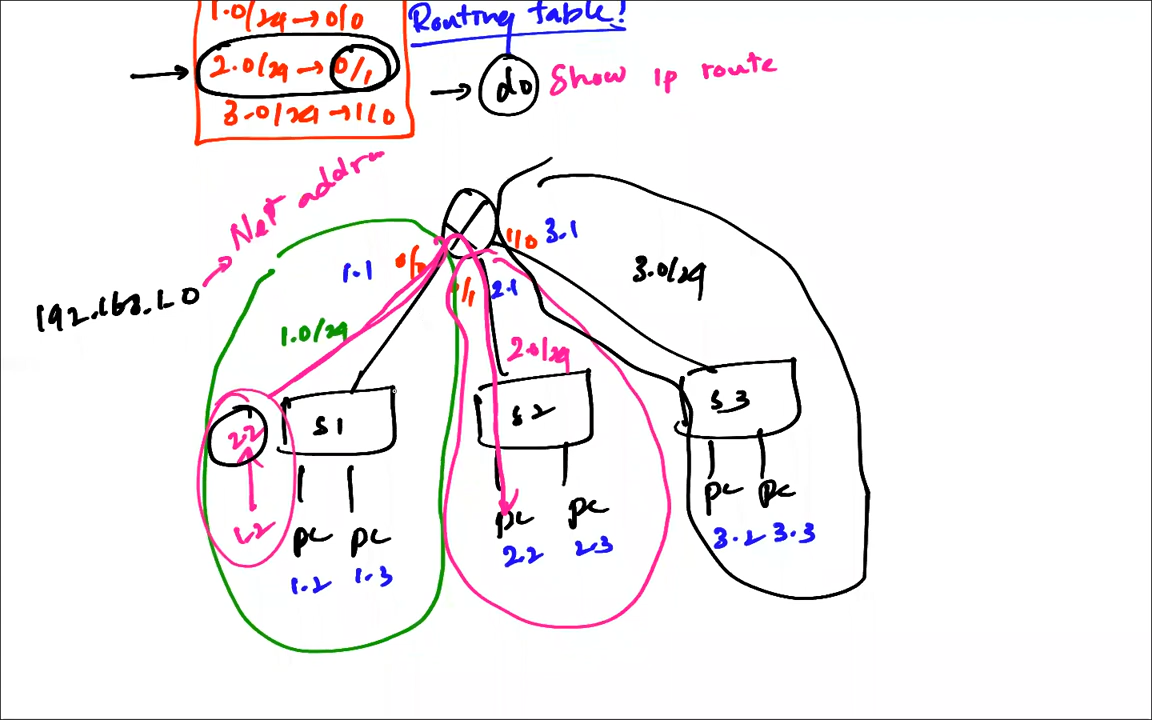 1.0/24 → 0/0
2.0/24 → 0/1
3.0/24 → 1/0
Routing table!
→ do Show ip route
192.168.1.0 → Net addr
1.1
0/0
0/1
2.1
1/0
3.1
1.0/24
2.0/24
3.0/24
2.2
1.2
S1
S2
S3
pc pc
1.2 1.3
pc pc
2.2 2.3
pc pc
3.2 3.3